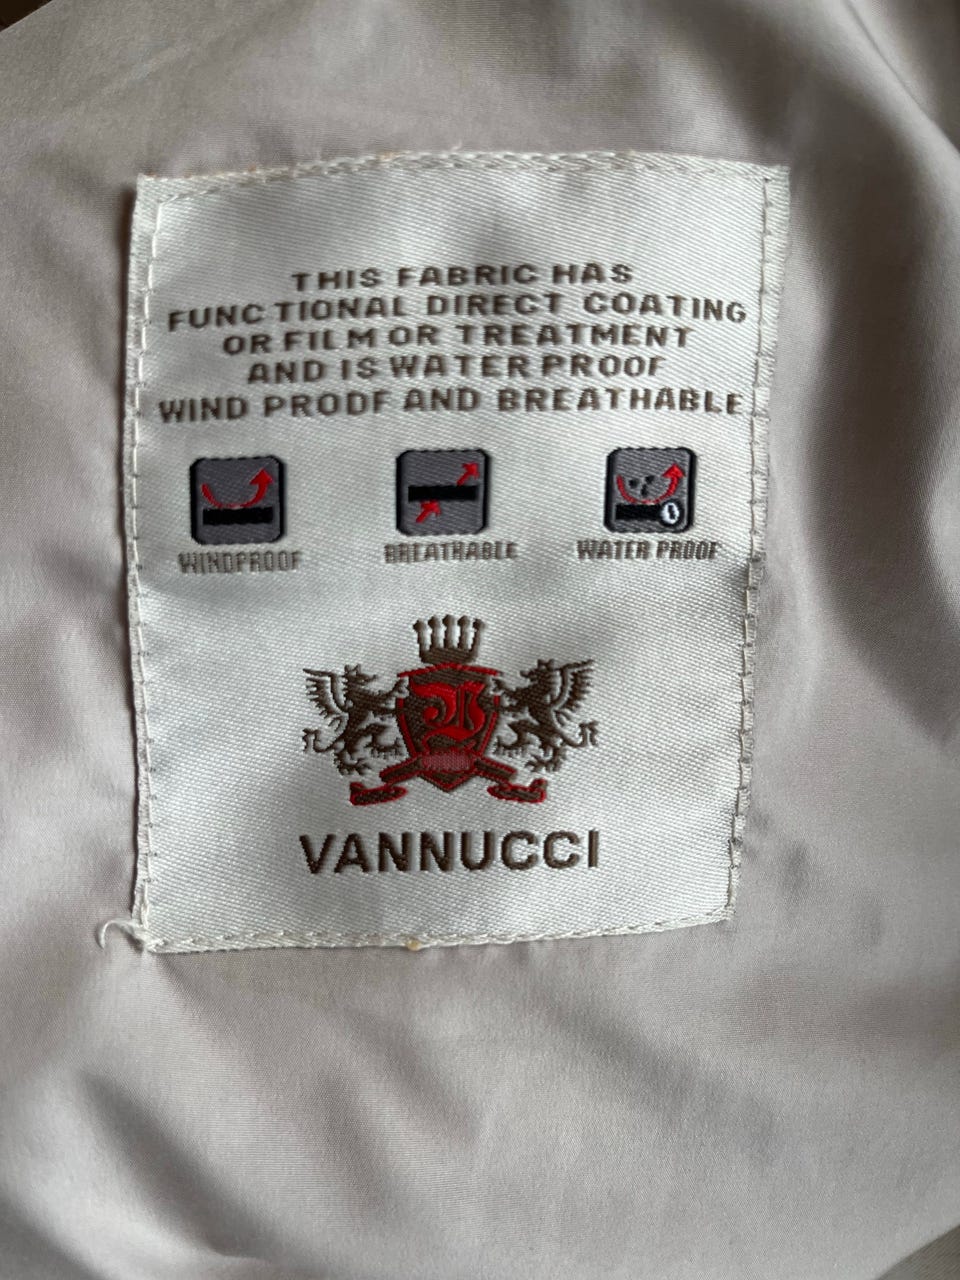 THIS FABRIC HAS
FUNCTIONAL DIRECT COATING
OR FILM OR TREATMENT
AND IS WATER PROOF
WIND PROOF AND BREATHABLE
WINDPROOF BREATHABLE WATER PROOF
VANNUCCI